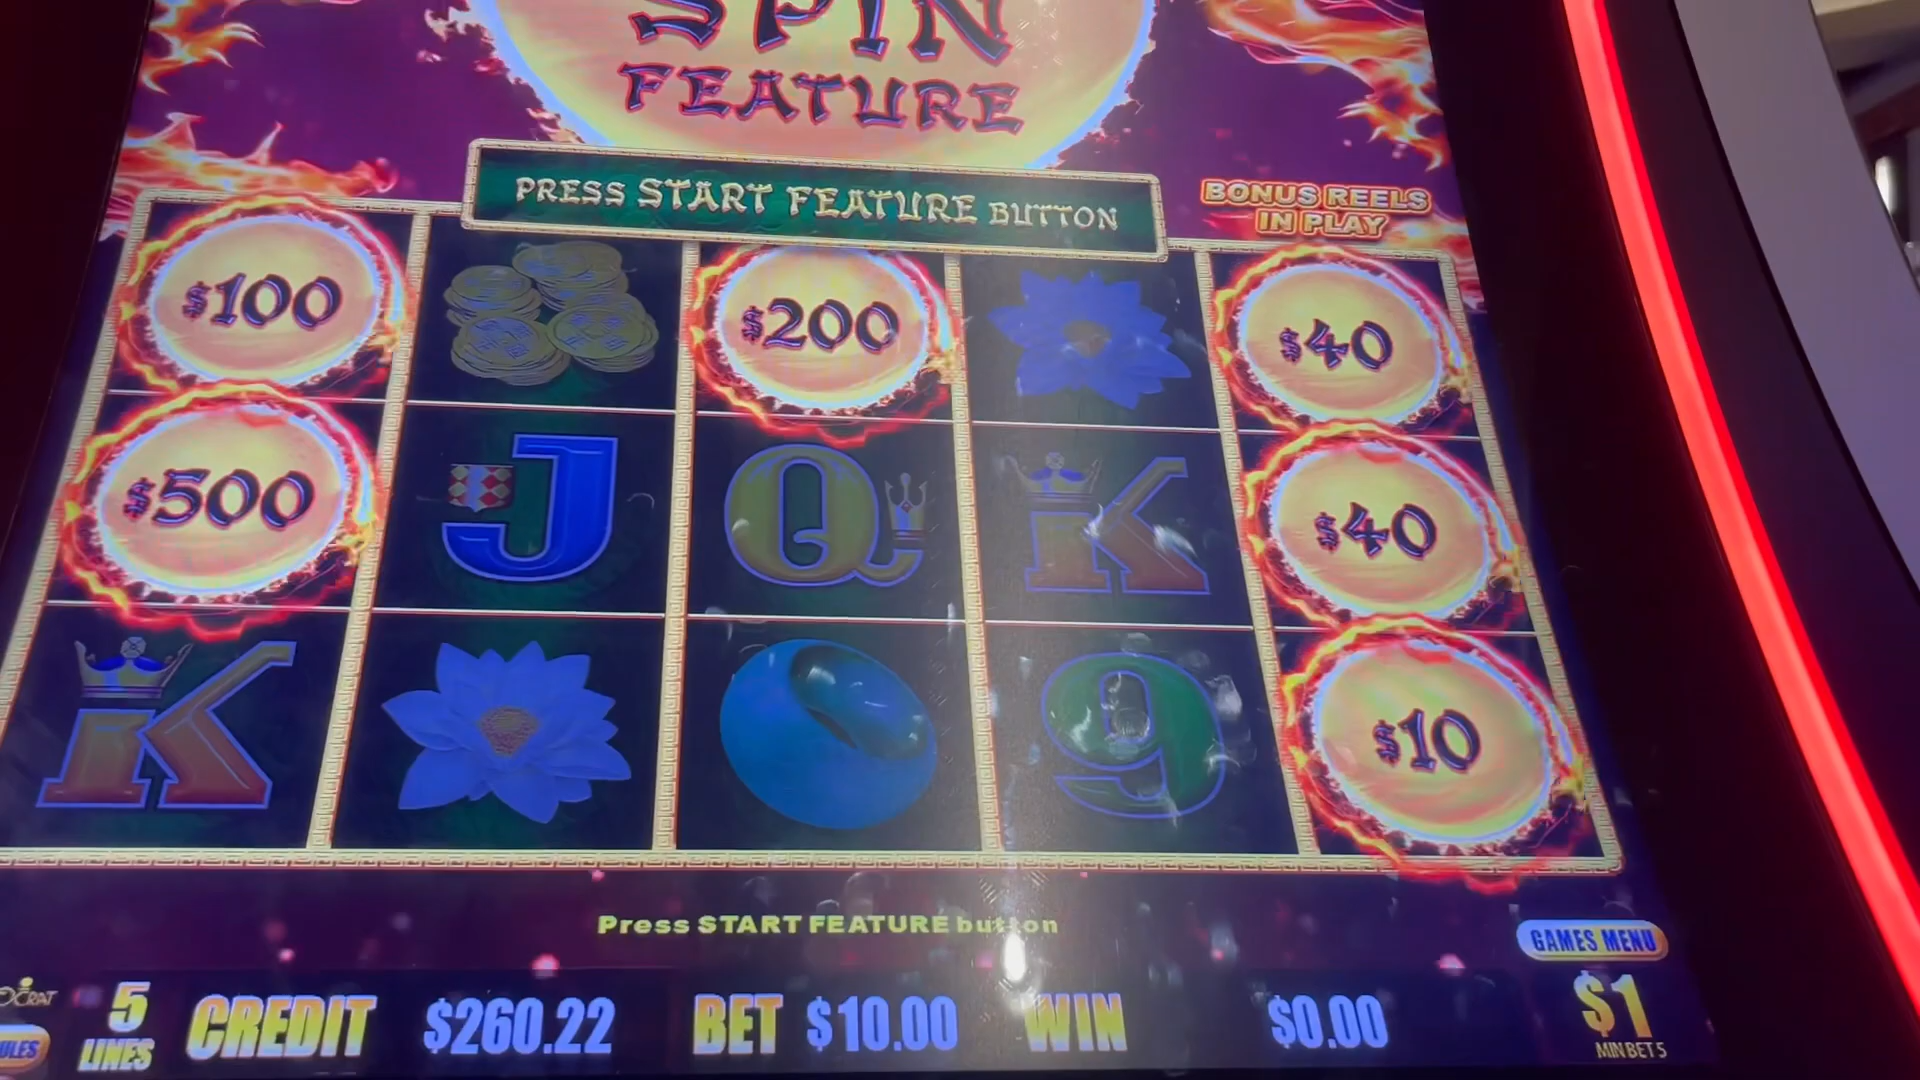 SPIN
FEATURE
PRESS START FEATURE BUTTON
BONUS REELS
IN PLAY
$100
$200
$40
$500
J
Q
K
$40
K
9
$10
Press START FEATURE button
GAMES MENU
5
LINES
CREDIT $260.22
BET $10.00
WIN $0.00
$1
MIN BET 5